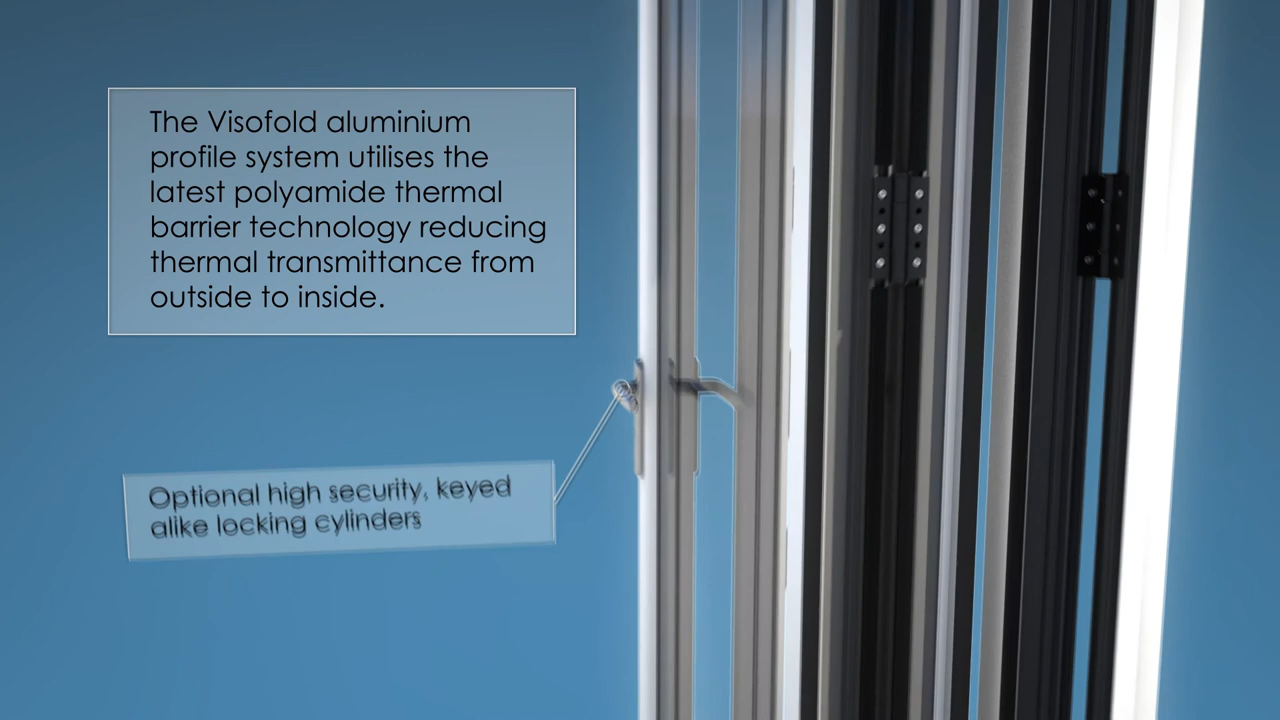 The Visofold aluminium
profile system utilises the
latest polyamide thermal
barrier technology reducing
thermal transmittance from
outside to inside.
Optional high security, keyed
alike locking cylinders